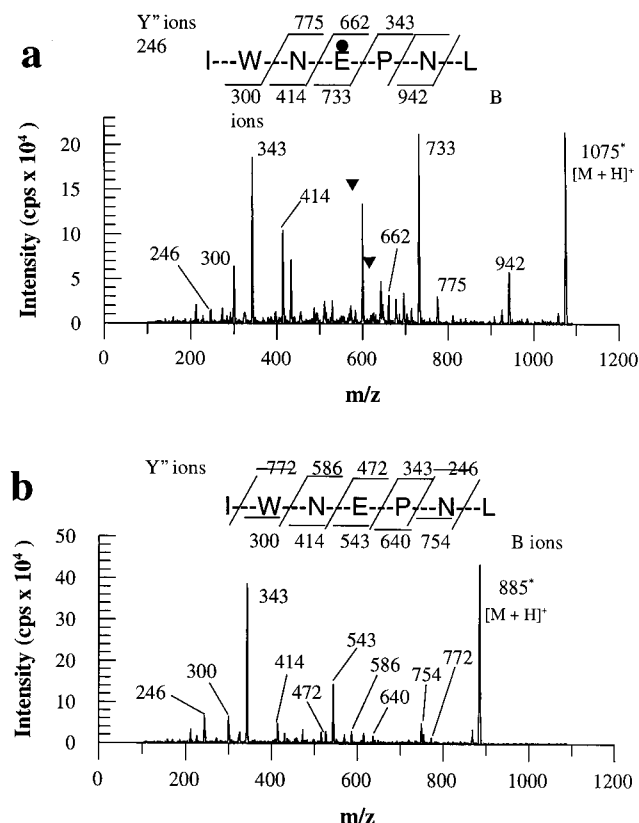 a
Y” ions 775 662 343
246
I---W---N---E---P---N---L
300 414 733 942 B
ions
Intensity (cps x 10⁴)
20
15
10
5
0
246
300
343
414
662
733
775
942
1075*
[M + H]⁺
0 200 400 600 800 1000 1200
m/z
b
Y” ions 772 586 472 343 246
I---W---N---E---P---N---L
300 414 543 640 754 B ions
Intensity (cps x 10⁴)
50
40
30
20
10
0
246
300
343
414
472
543
586
640
754
772
885*
[M + H]⁺
0 200 400 600 800 1000 1200
m/z